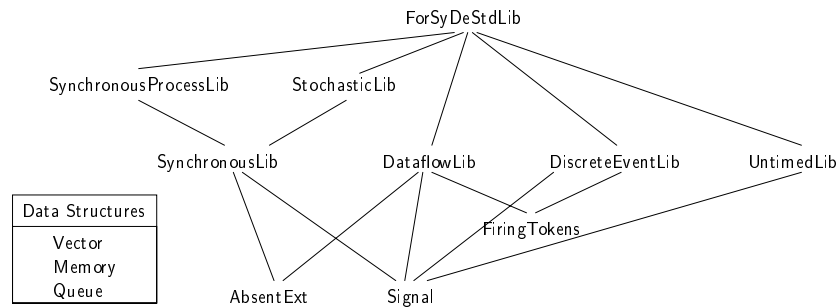 ForSyDeStdLib
SynchronousProcessLib StochasticLib
SynchronousLib DataflowLib DiscreteEventLib UntimedLib
Data Structures
FiringTokens
Vector
Memory
Queue
AbsentExt Signal